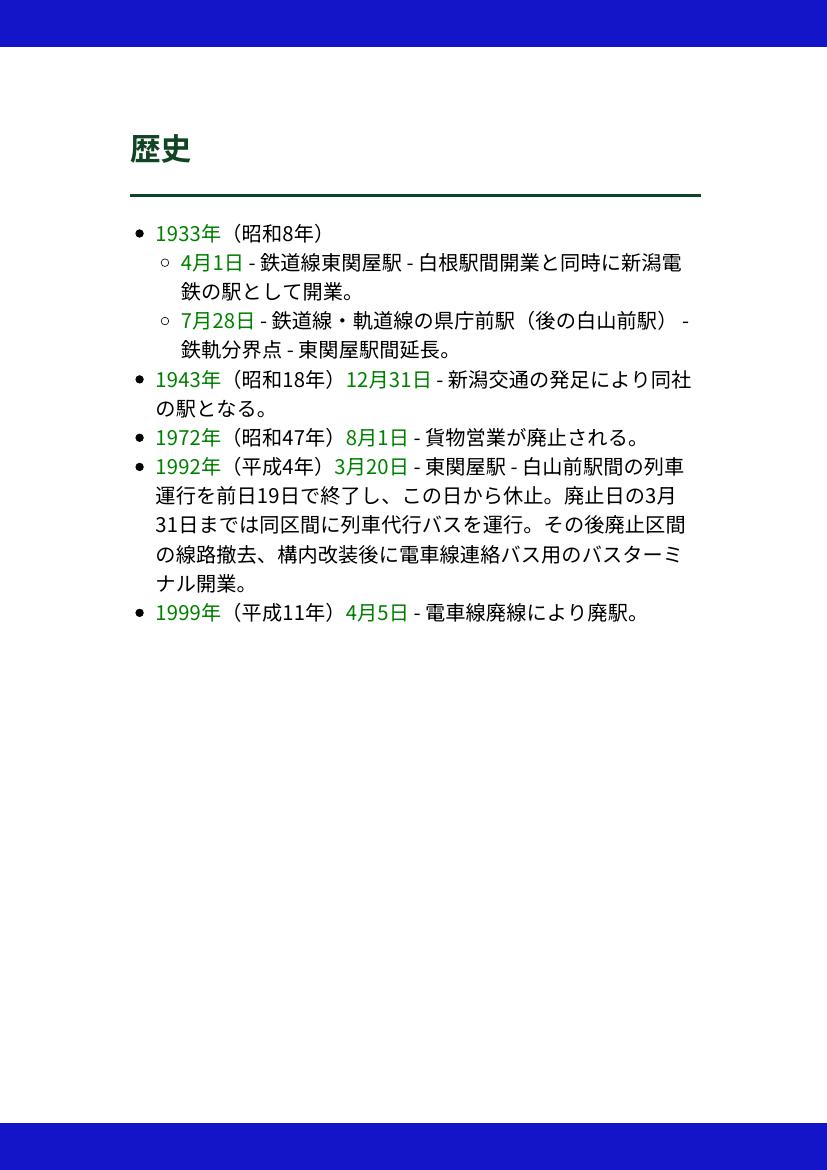 歴史
1933年（昭和8年）
4月1日 - 鉄道線東関屋駅 - 白根駅間開業と同時に新潟電
鉄の駅として開業。
7月28日 - 鉄道線・軌道線の県庁前駅（後の白山前駅） -
鉄軌分界点 - 東関屋駅間延長。
1943年（昭和18年）12月31日 - 新潟交通の発足により同社
の駅となる。
1972年（昭和47年）8月1日 - 貨物営業が廃止される。
1992年（平成4年）3月20日 - 東関屋駅 - 白山前駅間の列車
運行を前日19日で終了し、この日から休止。廃止日の3月
31日までは同区間に列車代行バスを運行。その後廃止区間
の線路撤去、構内改装後に電車線連絡バス用のバスターミ
ナル開業。
1999年（平成11年）4月5日 - 電車線廃線により廃駅。